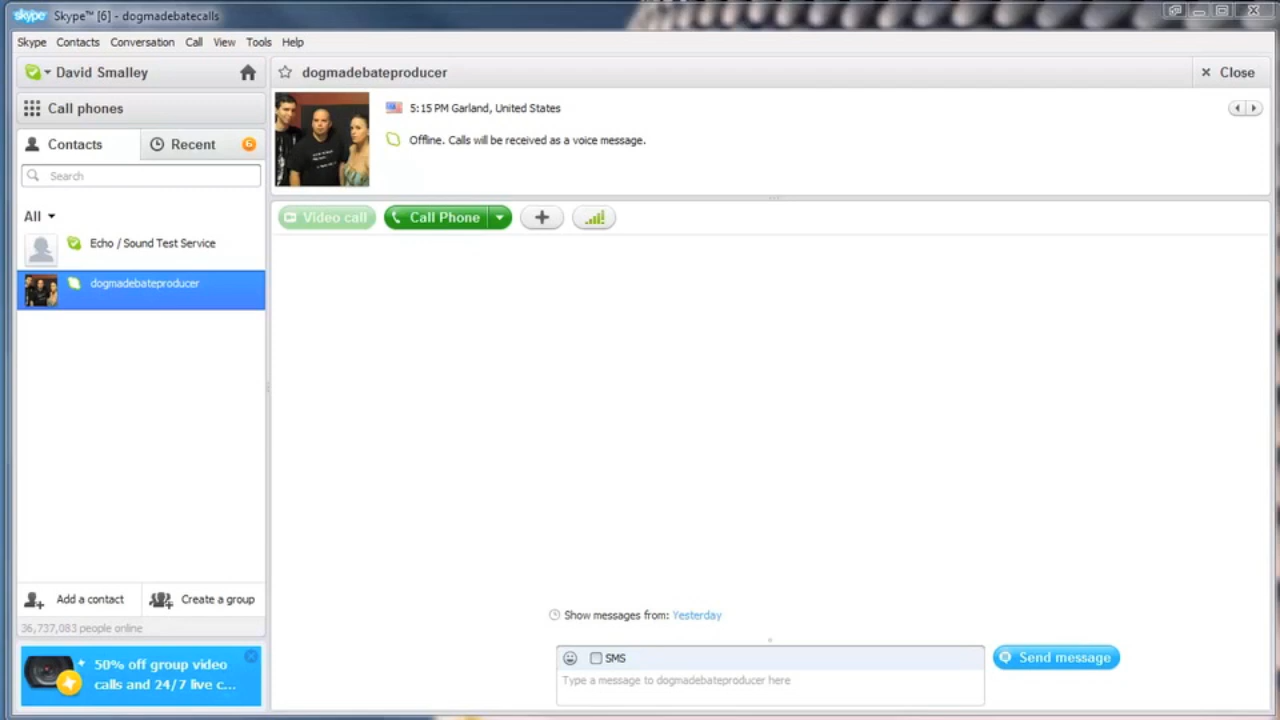 skype Skype™ [6] - dogmadebatecalls
Skype Contacts Conversation Call View Tools Help
David Smalley
dogmadebateproducer
Close
Call phones
5:15 PM Garland, United States
Contacts
Recent
6
Offline. Calls will be received as a voice message.
Search
All
Video call
Call Phone
Echo / Sound Test Service
dogmadebateproducer
Add a contact
Create a group
36,737,083 people online
50% off group video
calls and 24/7 live c...
Show messages from: Yesterday
SMS
Send message
Type a message to dogmadebateproducer here